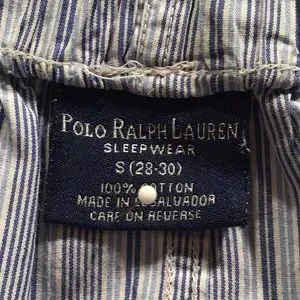 POLO RALPH LAUREN
SLEEPWEAR
S (28-30)
100% COTTON
MADE IN EL SALVADOR
CARE ON REVERSE